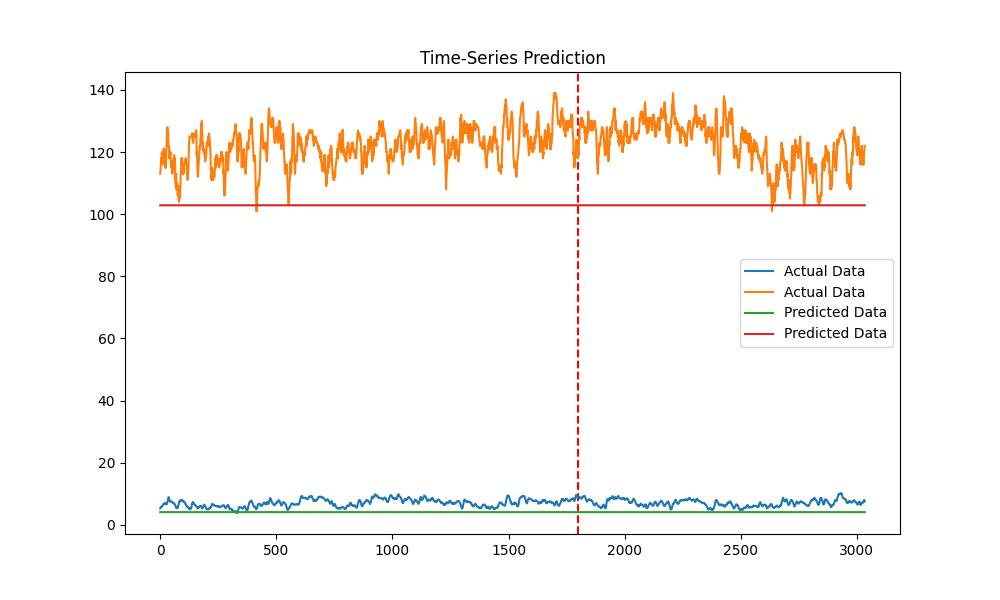 Time-Series Prediction
140
120
100
80
60
40
20
0
Actual Data
Actual Data
Predicted Data
Predicted Data
0 500 1000 1500 2000 2500 3000